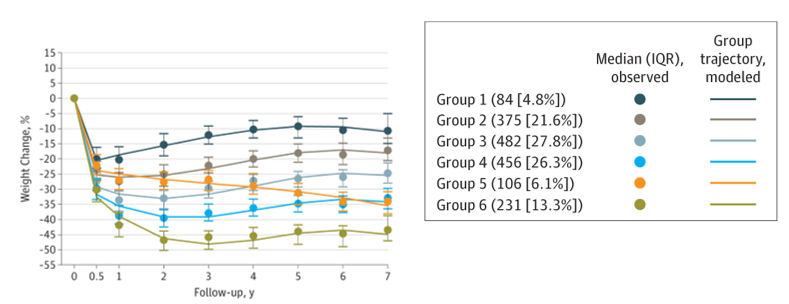 15
10
5
0
-5
-10
-15
-20
-25
-30
-35
-40
-45
-50
-55
Weight Change, %
0 0.5 1 2 3 4 5 6 7
Follow-up, y
Median (IQR), observed
Group trajectory, modeled
Group 1 (84 [4.8%])
Group 2 (375 [21.6%])
Group 3 (482 [27.8%])
Group 4 (456 [26.3%])
Group 5 (106 [6.1%])
Group 6 (231 [13.3%])